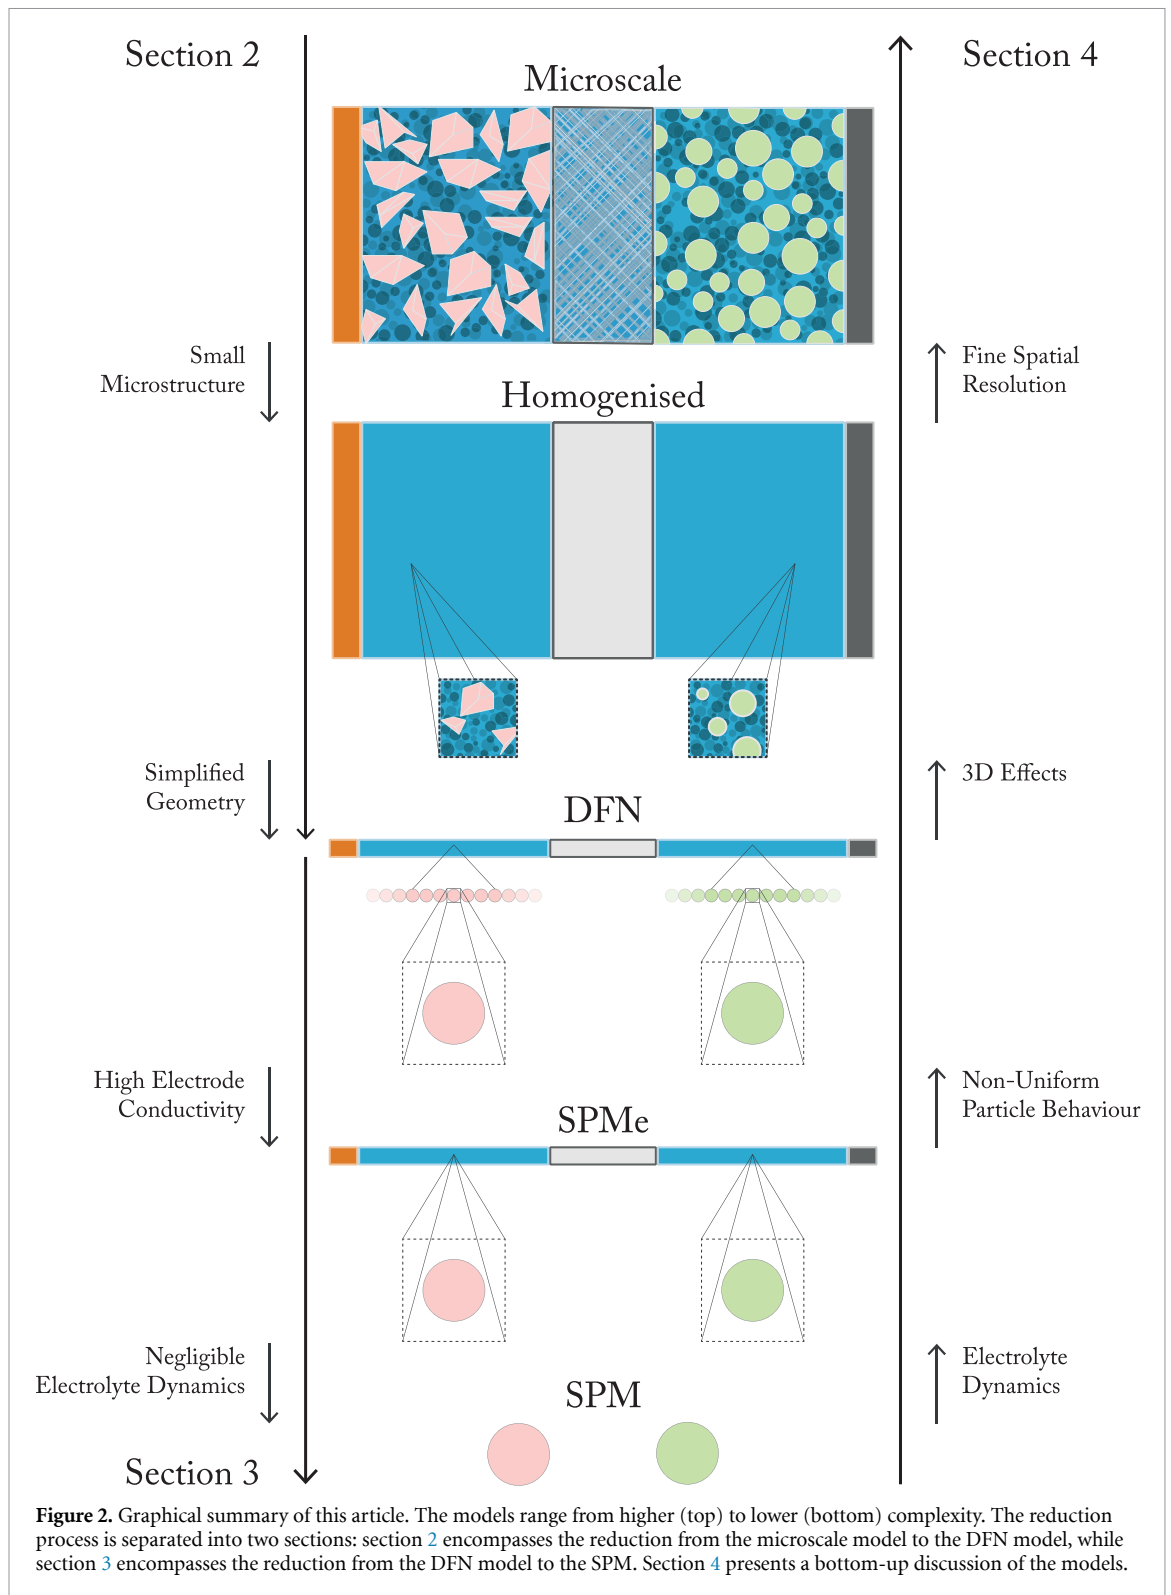 Section 2
Section 4
Microscale
Small
Microstructure
Fine Spatial
Resolution
Homogenised
Simplified
Geometry
3D Effects
DFN
High Electrode
Conductivity
Non-Uniform
Particle Behaviour
SPMe
Negligible
Electrolyte Dynamics
Electrolyte
Dynamics
SPM
Section 3
Figure 2. Graphical summary of this article. The models range from higher (top) to lower (bottom) complexity. The reduction
process is separated into two sections: section 2 encompasses the reduction from the microscale model to the DFN model, while
section 3 encompasses the reduction from the DFN model to the SPM. Section 4 presents a bottom-up discussion of the models.